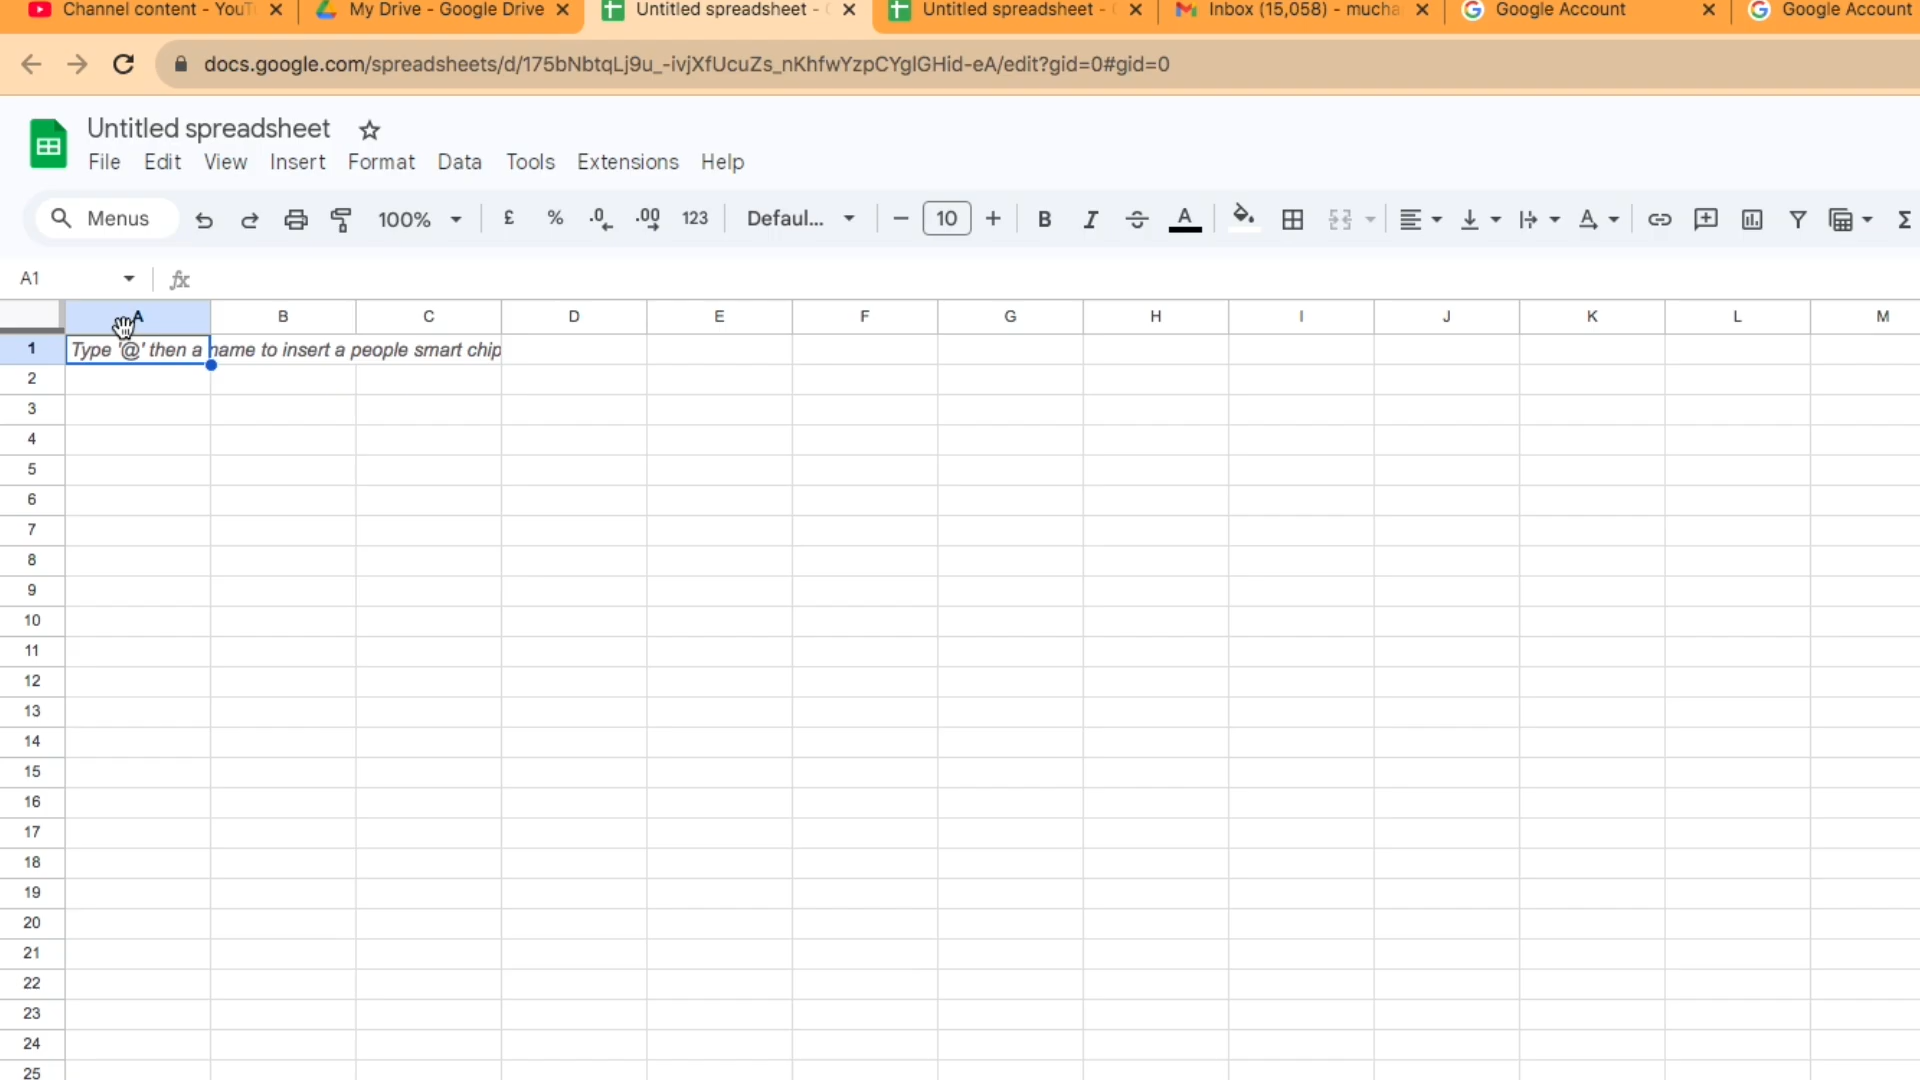 Channel content - YouT
My Drive - Google Drive
Untitled spreadsheet -
Untitled spreadsheet -
Inbox (15,058) - mucha
Google Account
Google Account
docs.google.com/spreadsheets/d/175bNbtqLj9u_-ivjXfUcuZs_nKhfwYzpCYglGHid-eA/edit?gid=0#gid=0
Untitled spreadsheet
File Edit View Insert Format Data Tools Extensions Help
Menus 100% £ % .0 .00 123 Defaul... 10 B I A A Σ
A1 fx
A B C D E F G H I J K L M
1 Type '@' then a name to insert a people smart chip
2
3
4
5
6
7
8
9
10
11
12
13
14
15
16
17
18
19
20
21
22
23
24
25